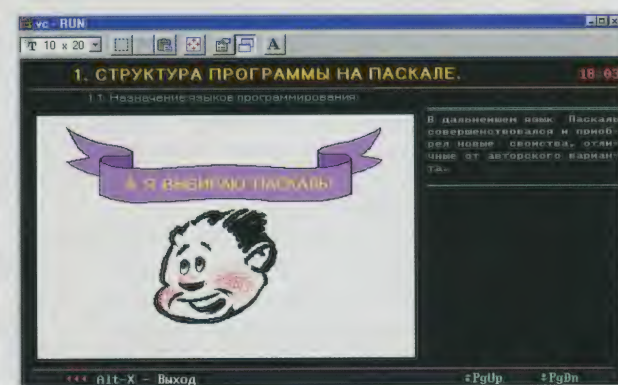 vc - RUN
10 x 20
A
1. СТРУКТУРА ПРОГРАММЫ НА ПАСКАЛЕ.
18 03
1.1. Назначение языков программирования.
В дальнейшем язык Паскаль
совершенствовался и приоб-
рел новые свойства, отли-
чные от авторского вариан-
та.
А Я ВЫБИРАЮ ПАСКАЛЬ!
Alt-X - Выход
PgUp
PgDn